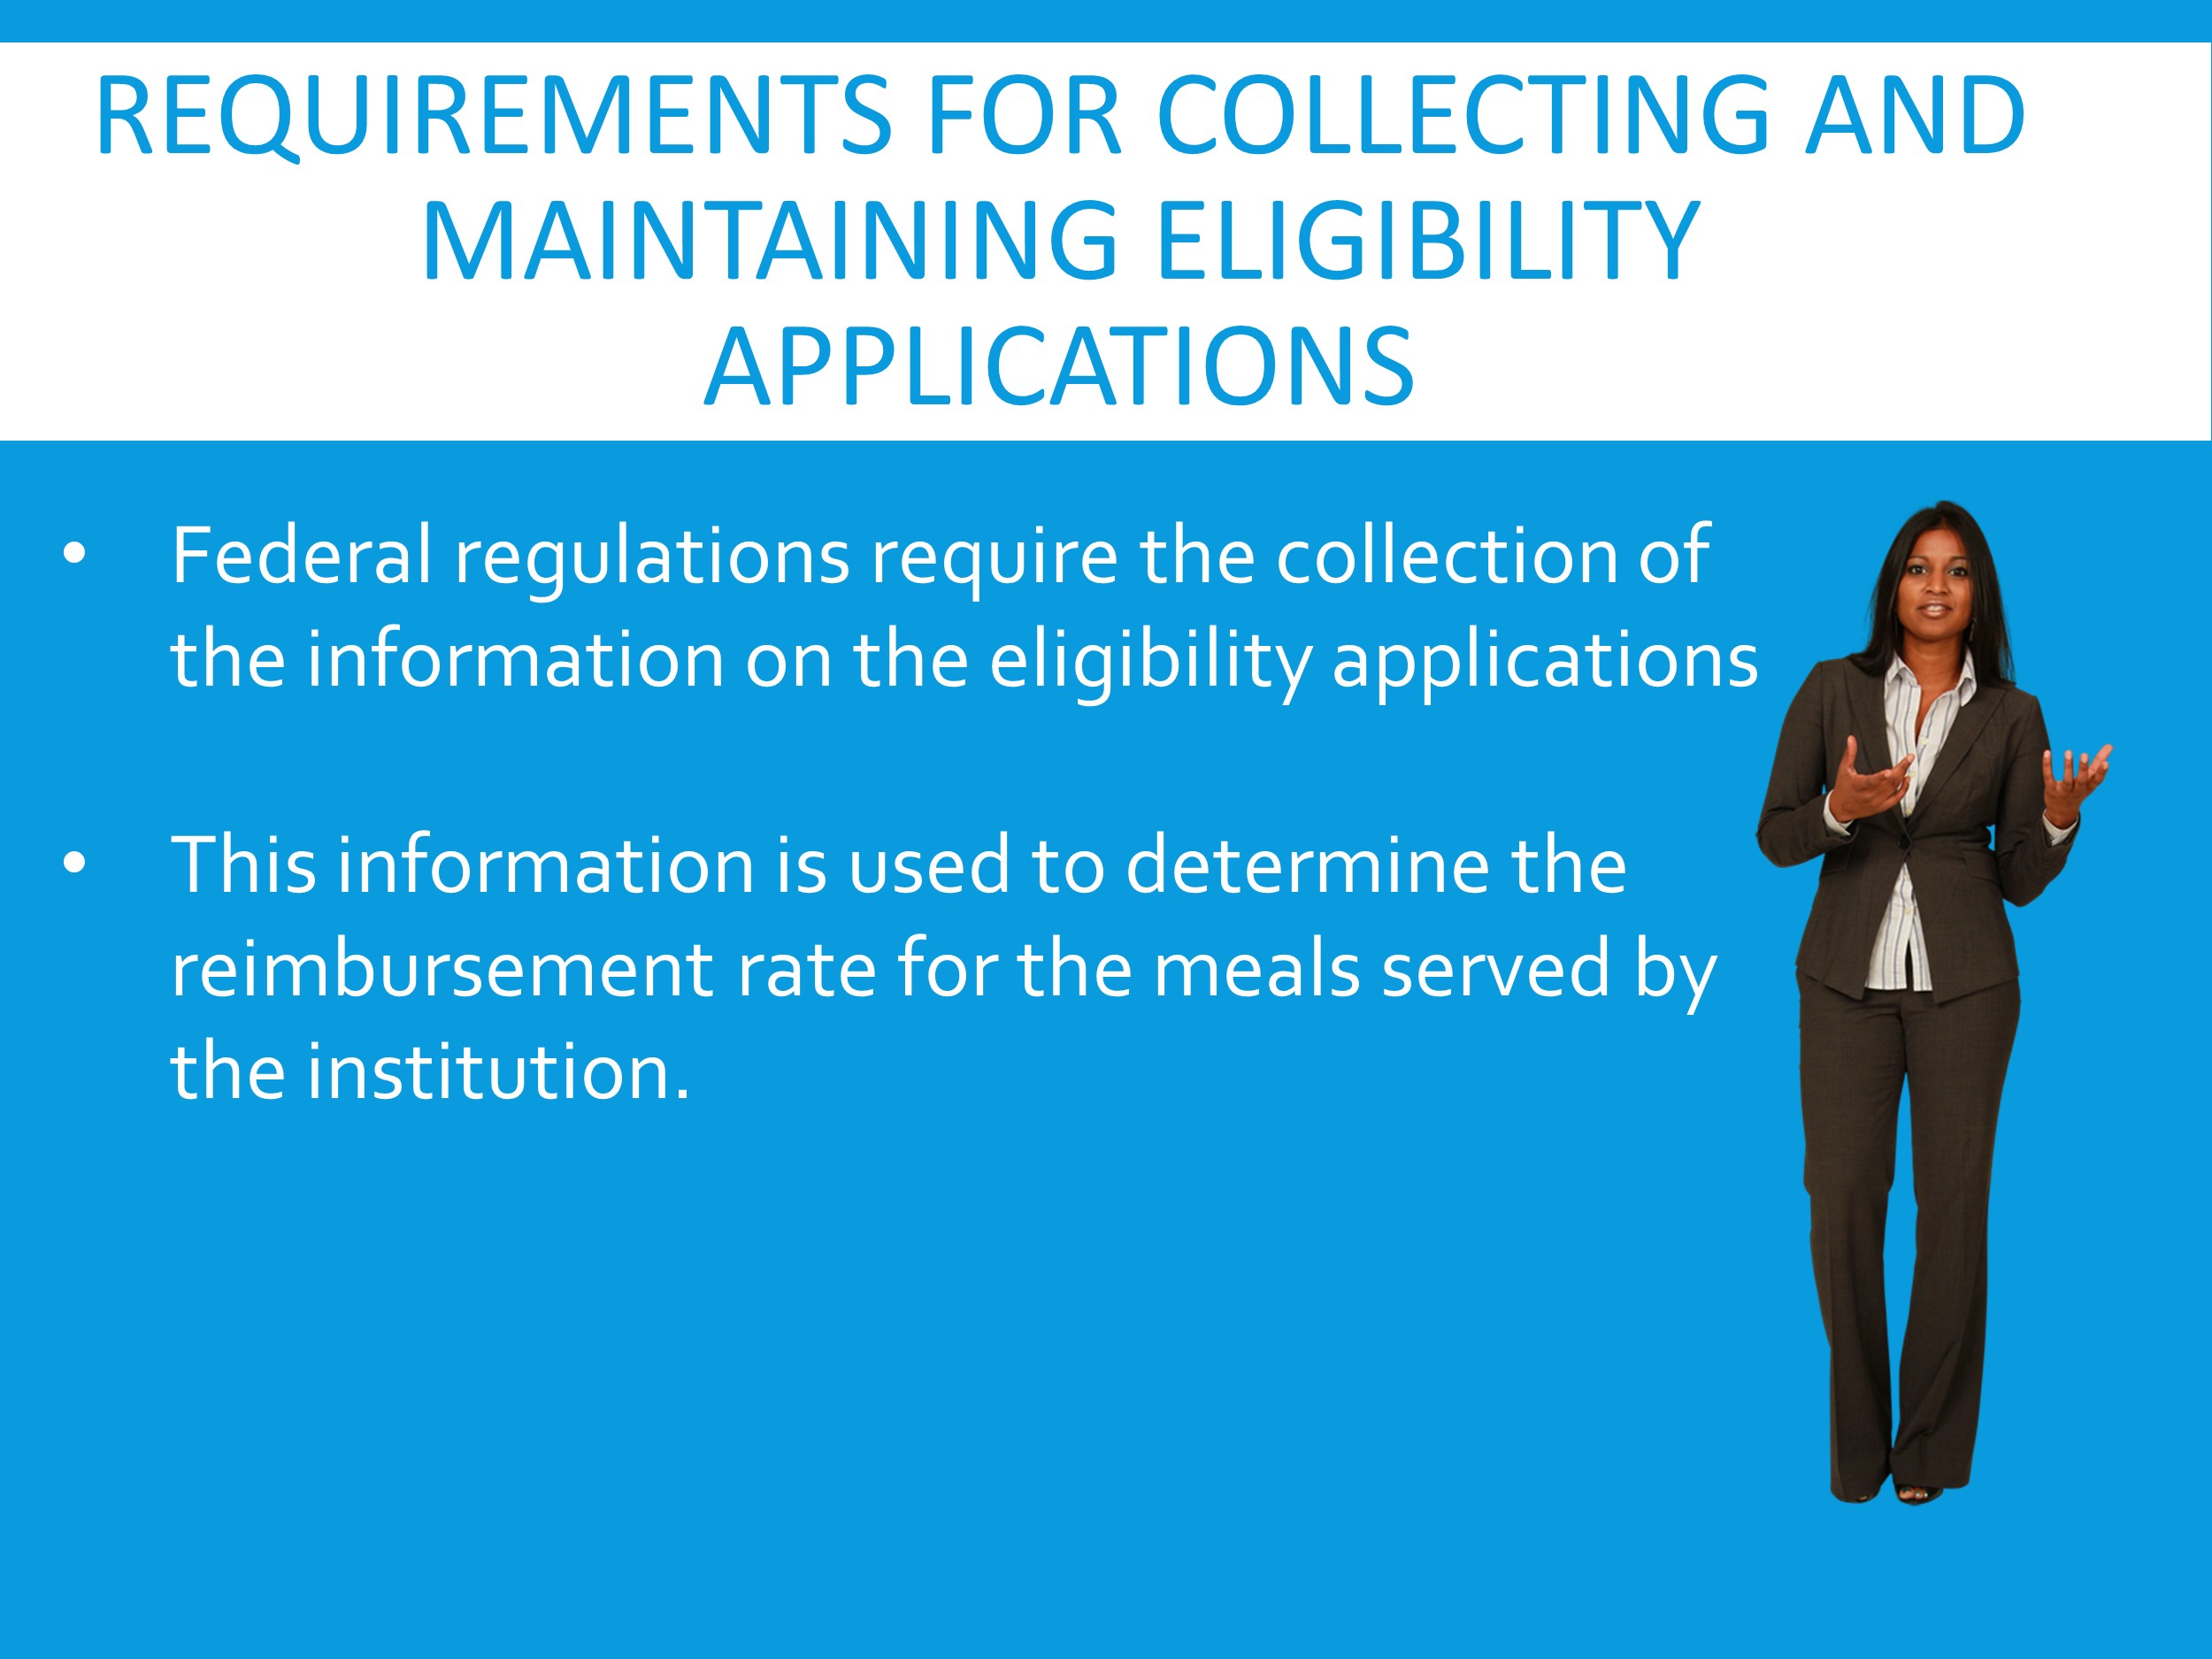 REQUIREMENTS FOR COLLECTING AND
MAINTAINING ELIGIBILITY
APPLICATIONS
• Federal regulations require the collection of
the information on the eligibility applications
• This information is used to determine the
reimbursement rate for the meals served by
the institution.